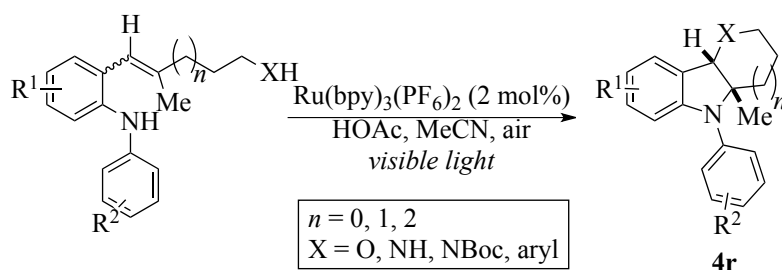 H
( )n
R1
XH
Me
NH
R2
Ru(bpy)3(PF6)2 (2 mol%)
HOAc, MeCN, air
visible light
n = 0, 1, 2
X = O, NH, NBoc, aryl
H
X
( )n
R1
N
Me
R2
4r